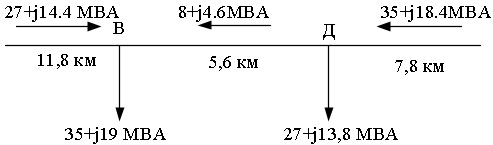 27+j14.4 МВА
8+j4.6МВА
35+j18.4МВА
В
Д
11,8 км
5,6 км
7,8 км
35+j19 МВА
27+j13,8 МВА